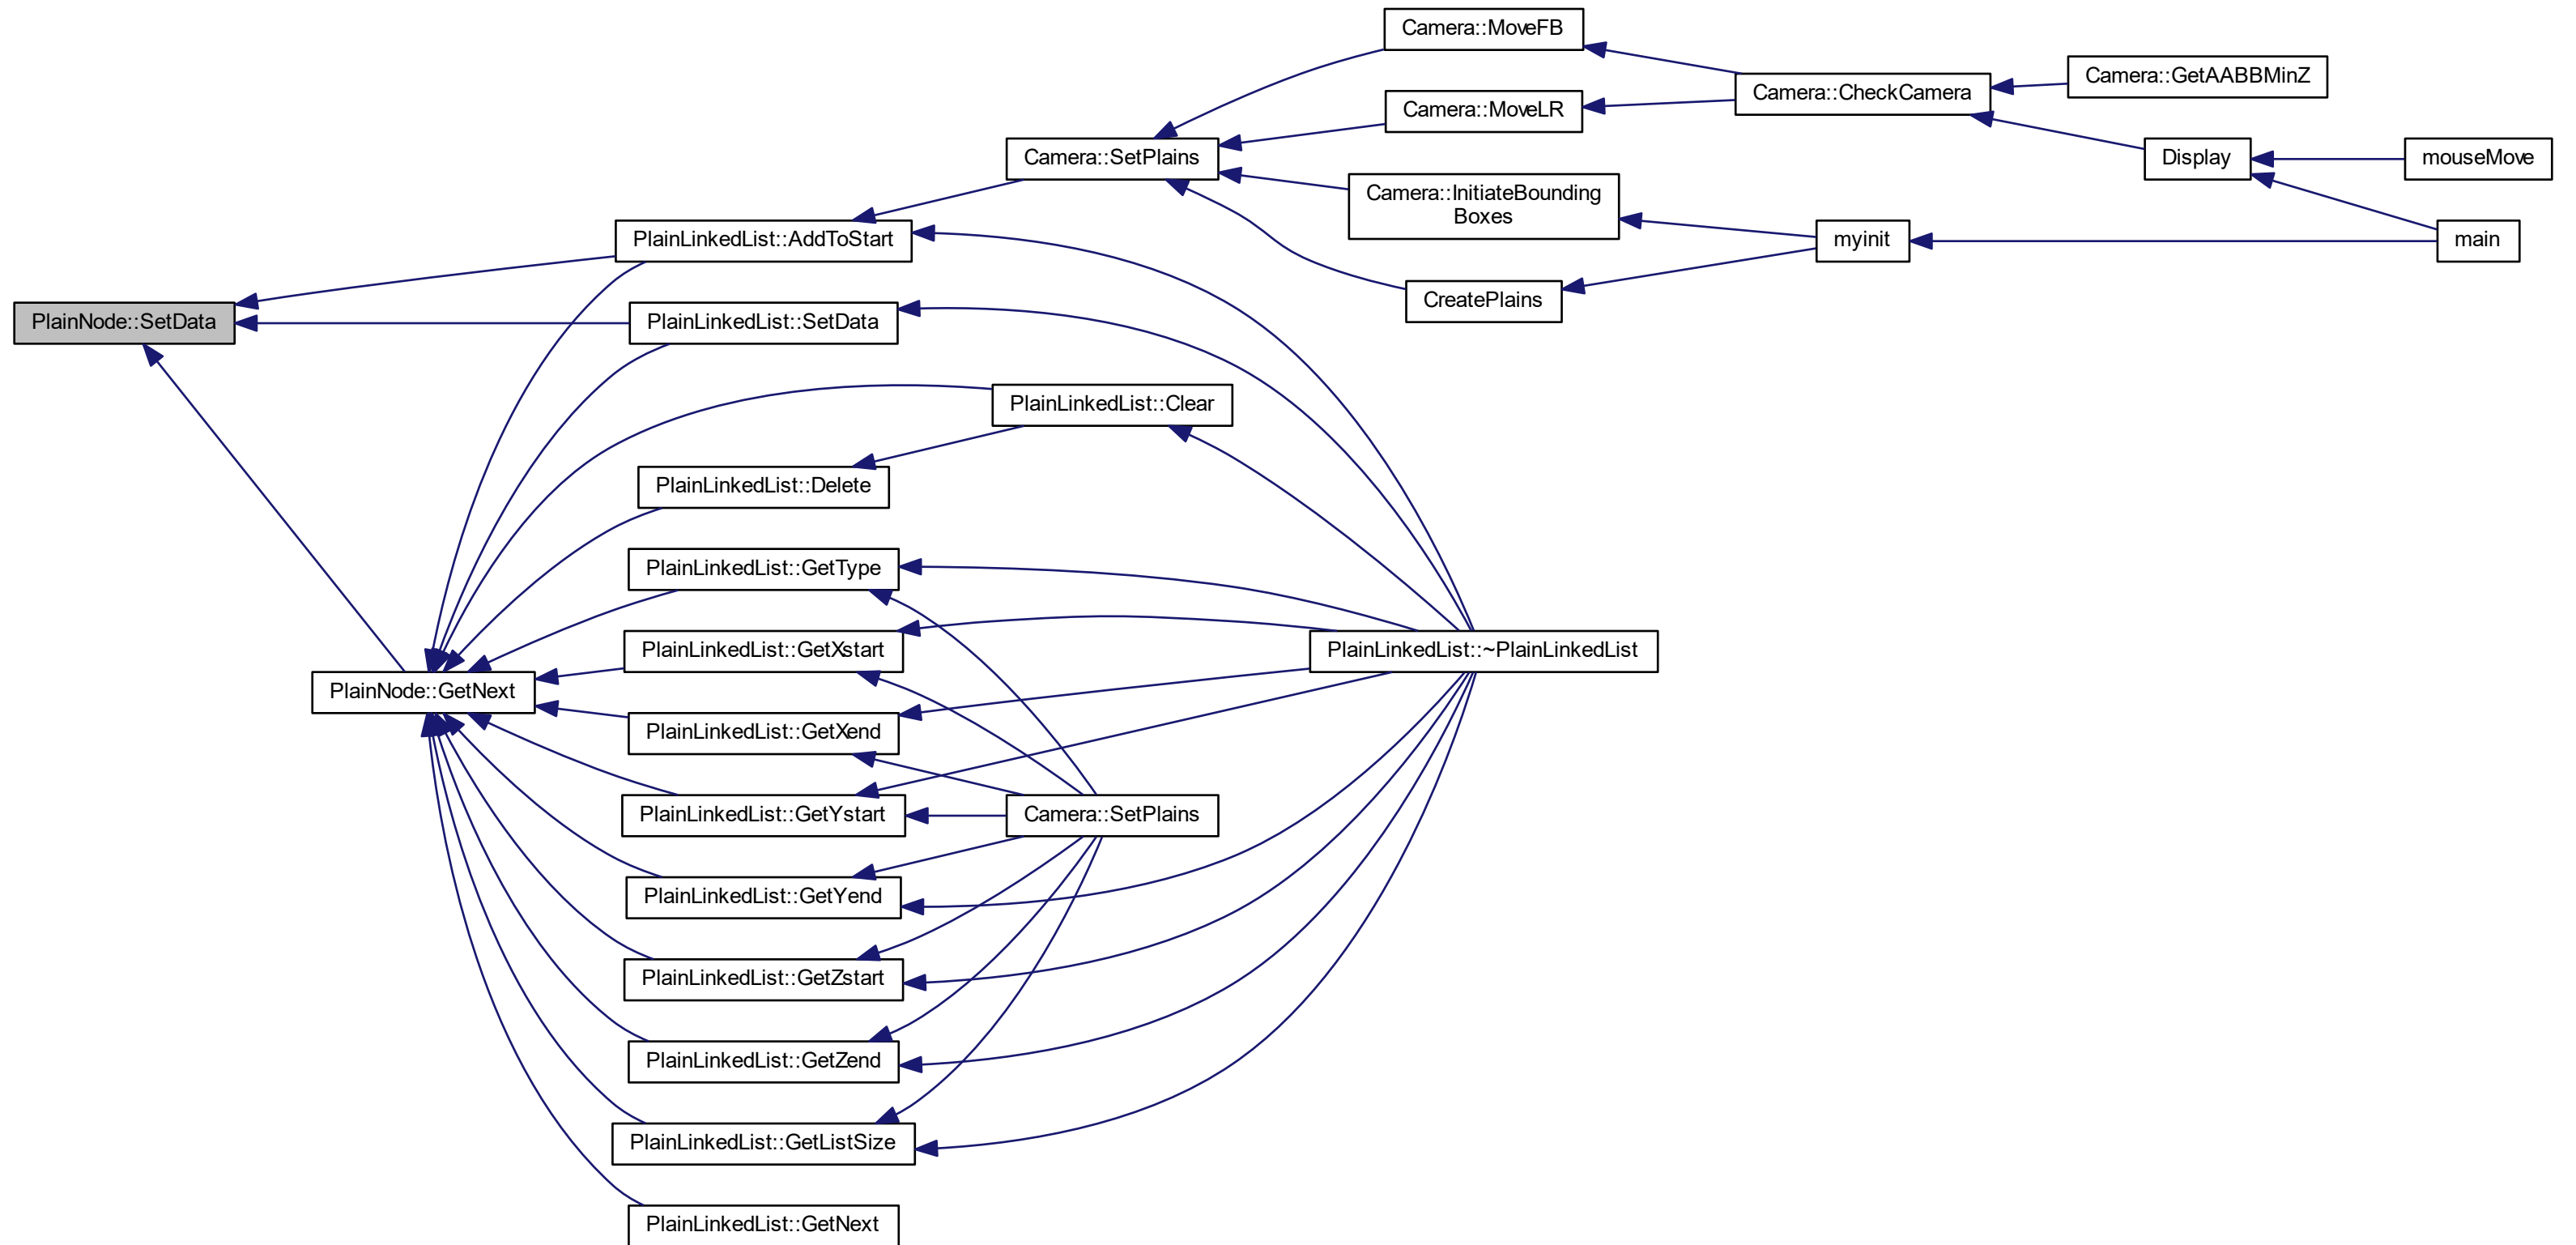 Camera::MoveFB
Camera::GetAABBMinZ
Camera::MoveLR
Camera::CheckCamera
Camera::SetPlains
Display
mouseMove
Camera::InitiateBounding
Boxes
PlainLinkedList::AddToStart
myinit
main
CreatePlains
PlainNode::SetData
PlainLinkedList::SetData
PlainLinkedList::Clear
PlainLinkedList::Delete
PlainLinkedList::GetType
PlainLinkedList::GetXstart
PlainLinkedList::~PlainLinkedList
PlainNode::GetNext
PlainLinkedList::GetXend
PlainLinkedList::GetYstart
Camera::SetPlains
PlainLinkedList::GetYend
PlainLinkedList::GetZstart
PlainLinkedList::GetZend
PlainLinkedList::GetListSize
PlainLinkedList::GetNext